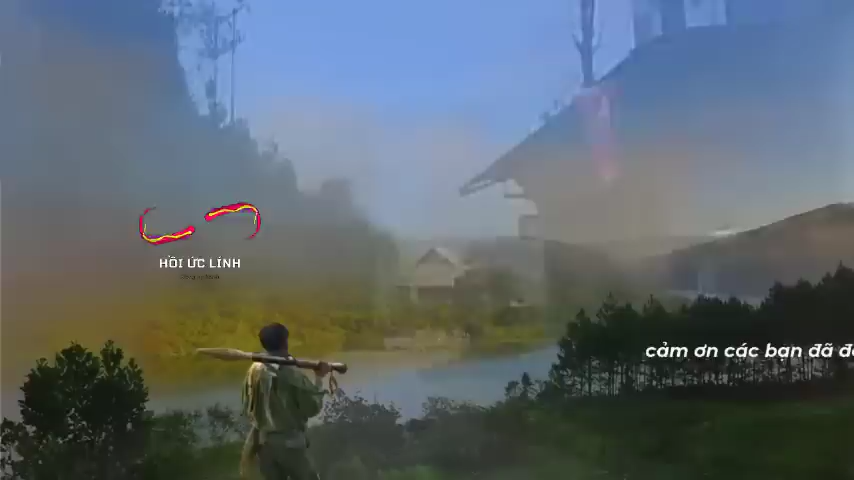 HỒI ỨC LÍNH
cảm ơn các bạn đã đ